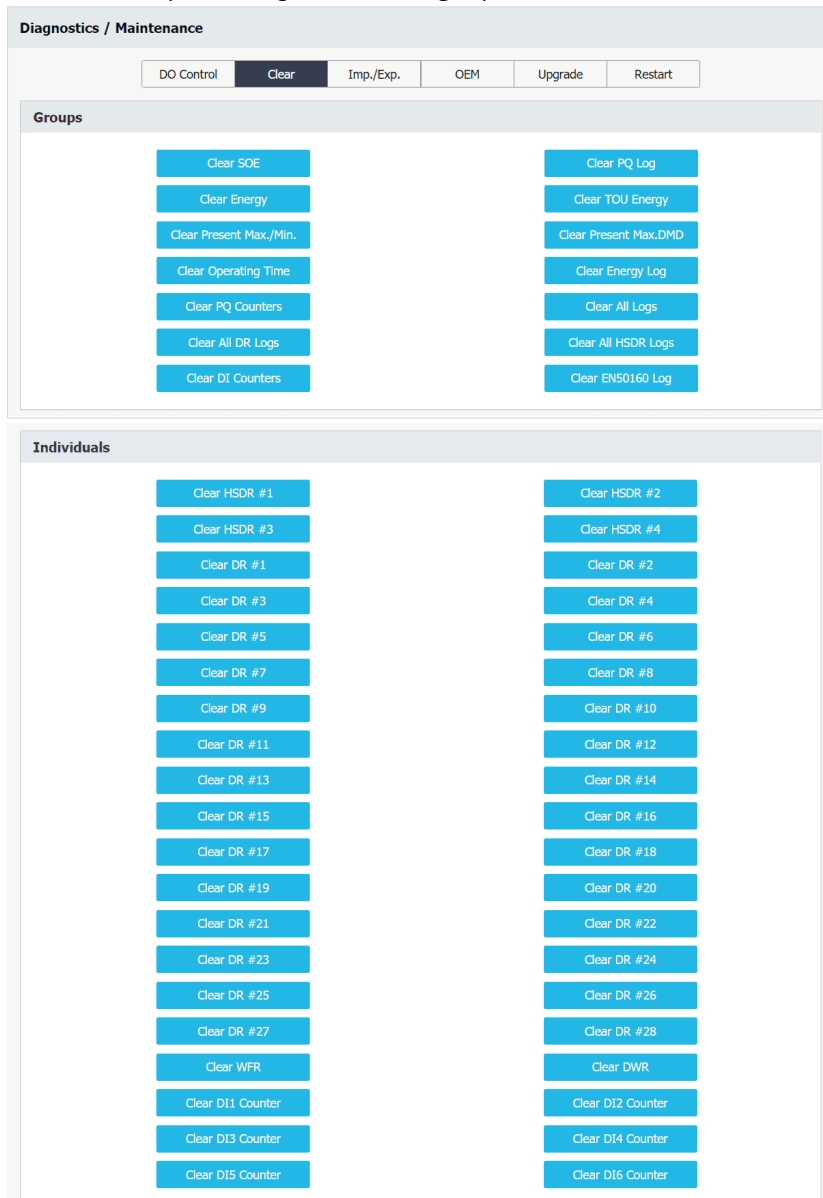 Diagnostics / Maintenance
DO Control Clear Imp./Exp. OEM Upgrade Restart
Groups
Clear SOE Clear PQ Log
Clear Energy Clear TOU Energy
Clear Present Max./Min. Clear Present Max.DMD
Clear Operating Time Clear Energy Log
Clear PQ Counters Clear All Logs
Clear All DR Logs Clear All HSDR Logs
Clear DI Counters Clear EN50160 Log
Individuals
Clear HSDR #1 Clear HSDR #2
Clear HSDR #3 Clear HSDR #4
Clear DR #1 Clear DR #2
Clear DR #3 Clear DR #4
Clear DR #5 Clear DR #6
Clear DR #7 Clear DR #8
Clear DR #9 Clear DR #10
Clear DR #11 Clear DR #12
Clear DR #13 Clear DR #14
Clear DR #15 Clear DR #16
Clear DR #17 Clear DR #18
Clear DR #19 Clear DR #20
Clear DR #21 Clear DR #22
Clear DR #23 Clear DR #24
Clear DR #25 Clear DR #26
Clear DR #27 Clear DR #28
Clear WFR Clear DWR
Clear DI1 Counter Clear DI2 Counter
Clear DI3 Counter Clear DI4 Counter
Clear DI5 Counter Clear DI6 Counter